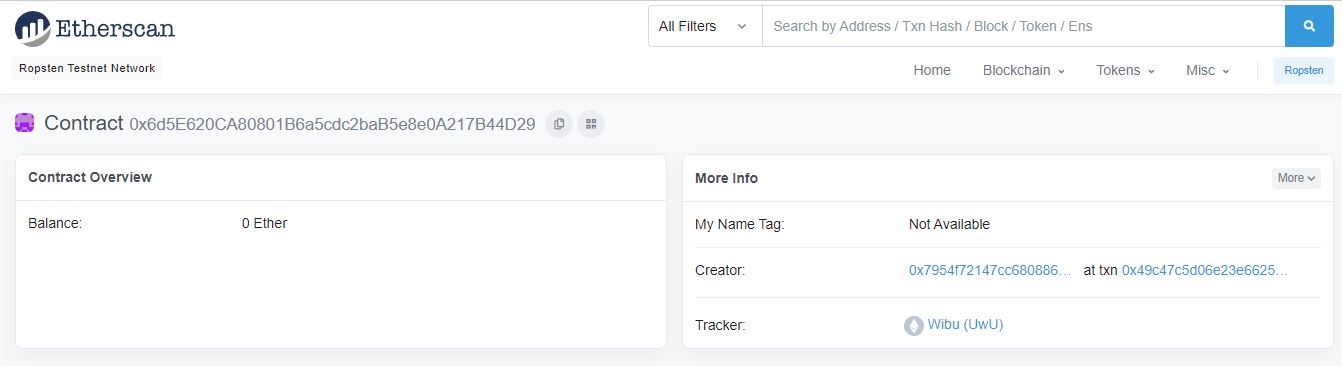 Etherscan
All Filters
Search by Address / Txn Hash / Block / Token / Ens
Ropsten Testnet Network
Home Blockchain Tokens Misc Ropsten
Contract 0x6d5E620CA80801B6a5cdc2baB5e8e0A217B44D29
Contract Overview
Balance: 0 Ether
More Info
More
My Name Tag: Not Available
Creator: 0x7954f72147cc680886... at txn 0x49c47c5d06e23e6625...
Tracker: Wibu (UwU)